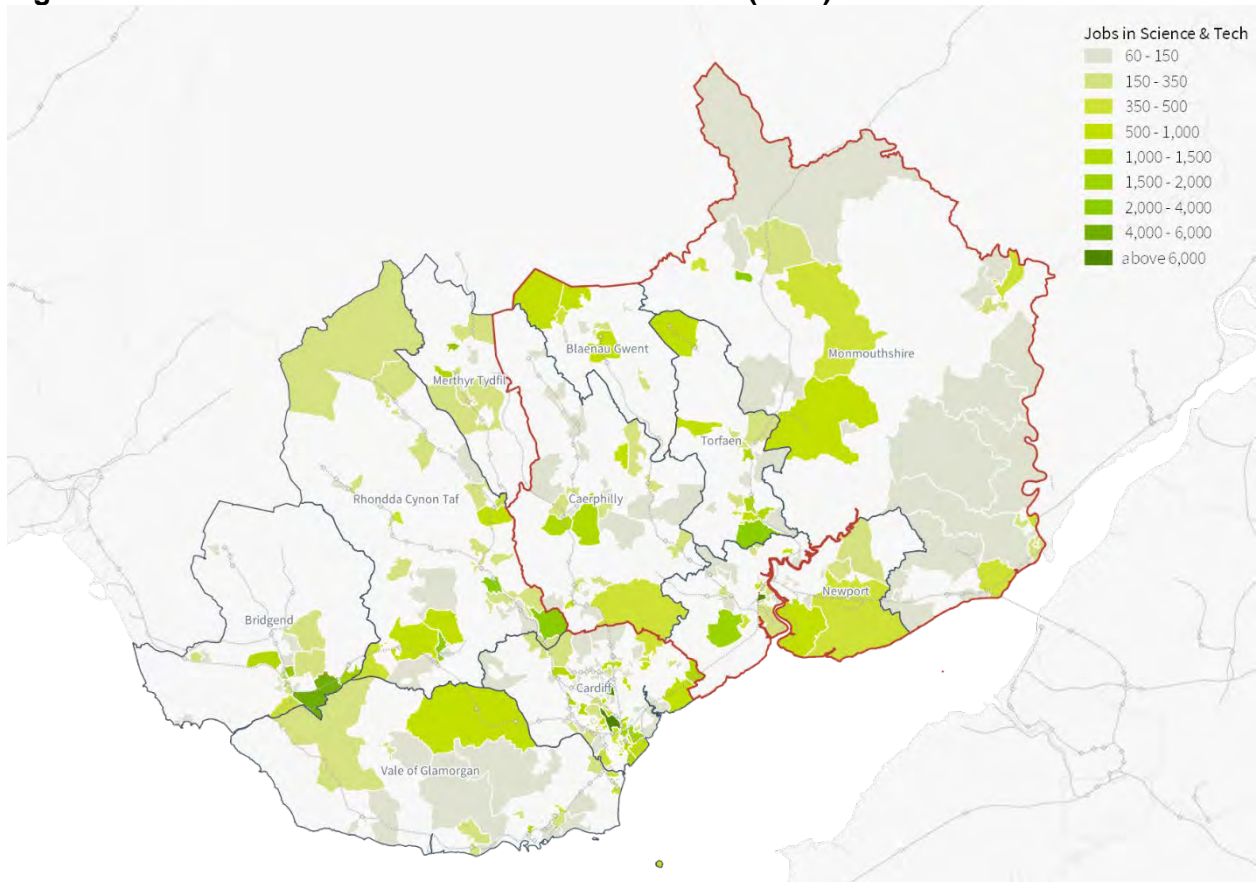 Jobs in Science & Tech
60 - 150
150 - 350
350 - 500
500 - 1,000
1,000 - 1,500
1,500 - 2,000
2,000 - 4,000
4,000 - 6,000
above 6,000
Blaenau Gwent
Monmouthshire
Merthyr Tydfil
Torfaen
Rhondda Cynon Taf
Caerphilly
Newport
Bridgend
Cardiff
Vale of Glamorgan